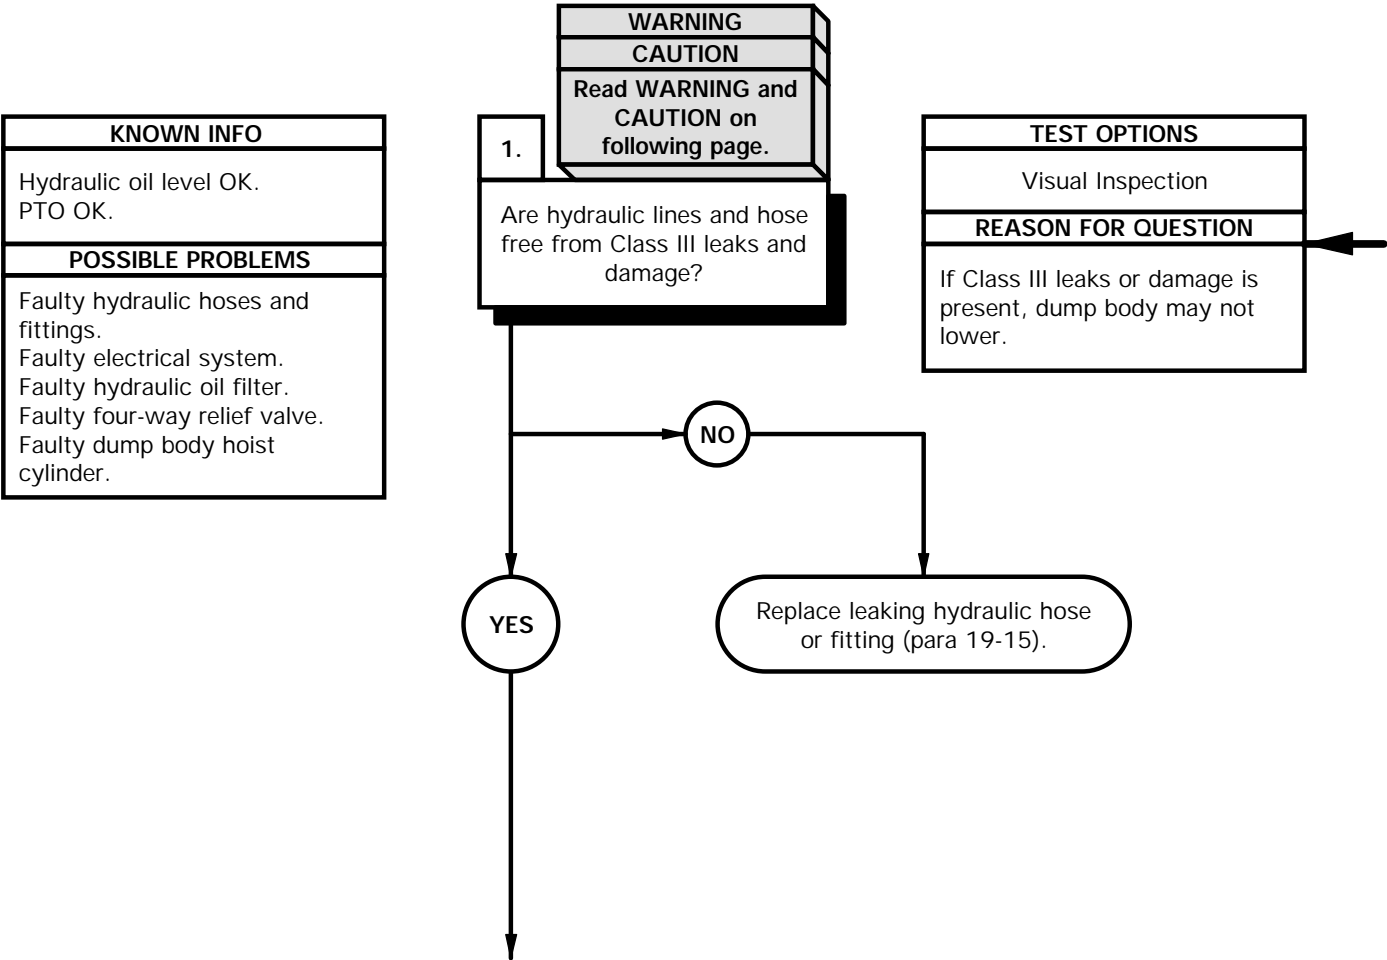 WARNING
CAUTION
Read WARNING and
CAUTION on
following page.
KNOWN INFO
Hydraulic oil level OK.
PTO OK.
POSSIBLE PROBLEMS
Faulty hydraulic hoses and
fittings.
Faulty electrical system.
Faulty hydraulic oil filter.
Faulty four-way relief valve.
Faulty dump body hoist
cylinder.
1.
Are hydraulic lines and hose
free from Class III leaks and
damage?
TEST OPTIONS
Visual Inspection
REASON FOR QUESTION
If Class III leaks or damage is
present, dump body may not
lower.
NO
YES
Replace leaking hydraulic hose
or fitting (para 19-15).